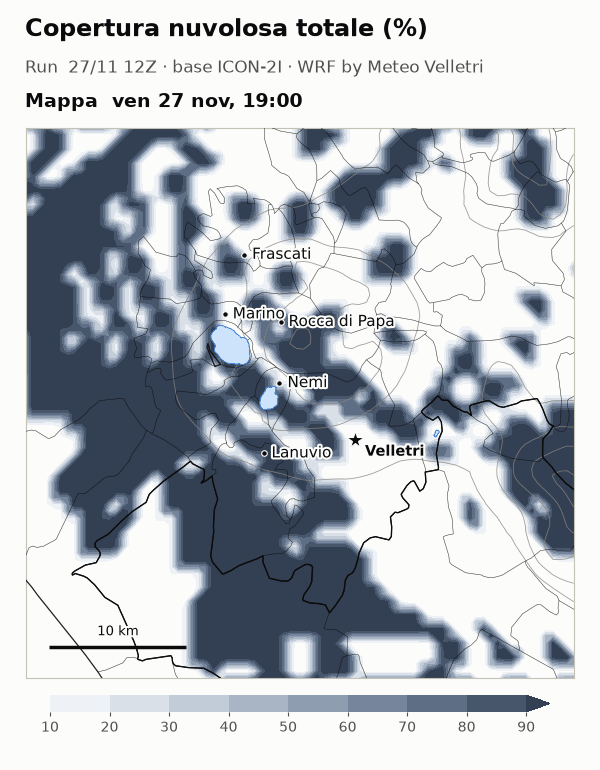 Copertura nuvolosa totale (%)
Run  27/11 12Z · base ICON-2I · WRF by Meteo Velletri
Mappa  ven 27 nov, 19:00
Frascati
Marino
Rocca di Papa
Nemi
Velletri
Lanuvio
10 km
10 20 30 40 50 60 70 80 90